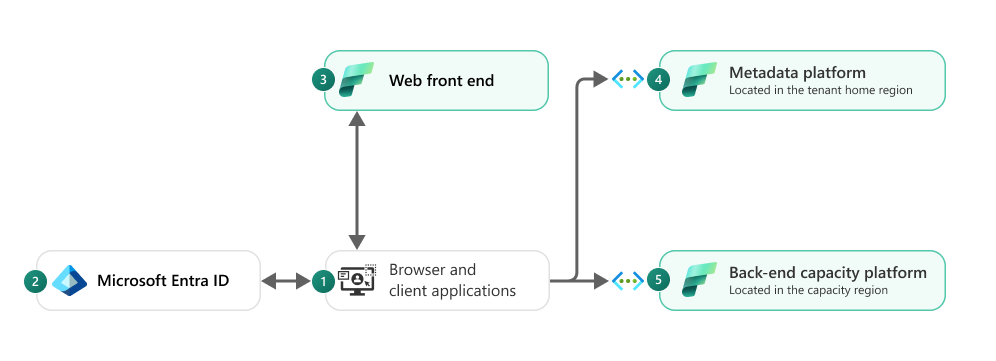 3
Web front end
4
Metadata platform
Located in the tenant home region
2
Microsoft Entra ID
1
Browser and
client applications
5
Back-end capacity platform
Located in the capacity region